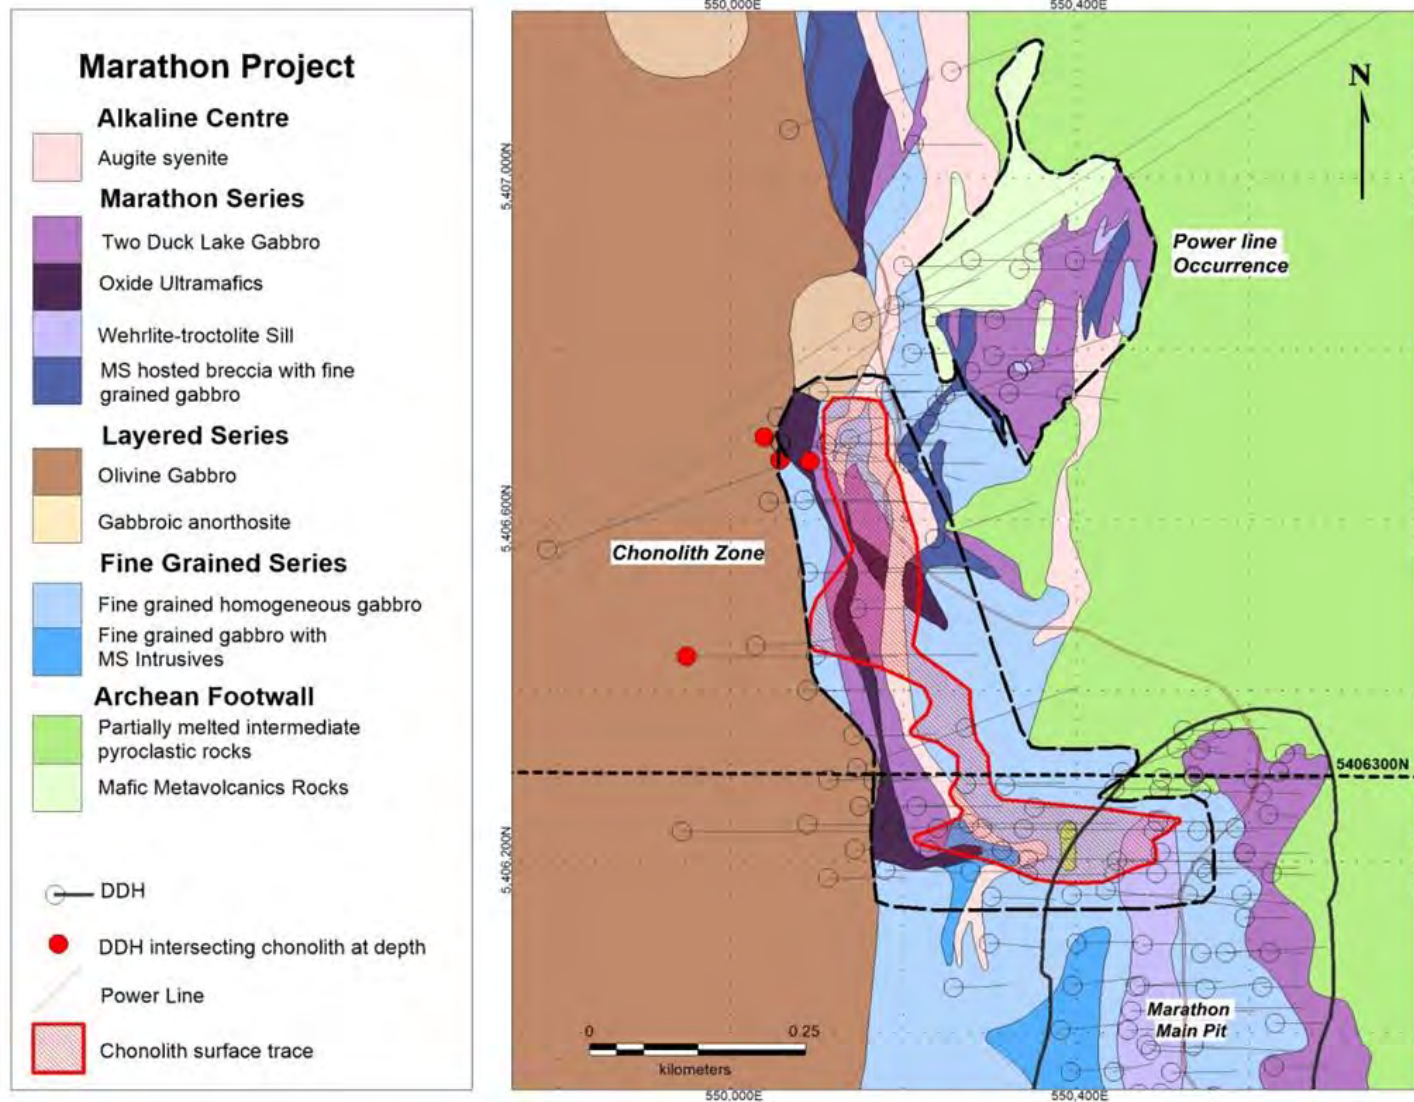 Marathon Project
Alkaline Centre
Augite syenite
Marathon Series
Two Duck Lake Gabbro
Oxide Ultramafics
Wehrlite-troctolite Sill
MS hosted breccia with fine
grained gabbro
Layered Series
Olivine Gabbro
Gabbroic anorthosite
Fine Grained Series
Fine grained homogeneous gabbro
Fine grained gabbro with
MS Intrusives
Archean Footwall
Partially melted intermediate
pyroclastic rocks
Mafic Metavolcanics Rocks
DDH
DDH intersecting chonolith at depth
Power Line
Chonolith surface trace
550,000E
550,400E
N
5,407,000N
Power line
Occurrence
5,406,600N
Chonolith Zone
5406300N
5,406,200N
Marathon
Main Pit
0
0.25
kilometers
550,000E
550,400E